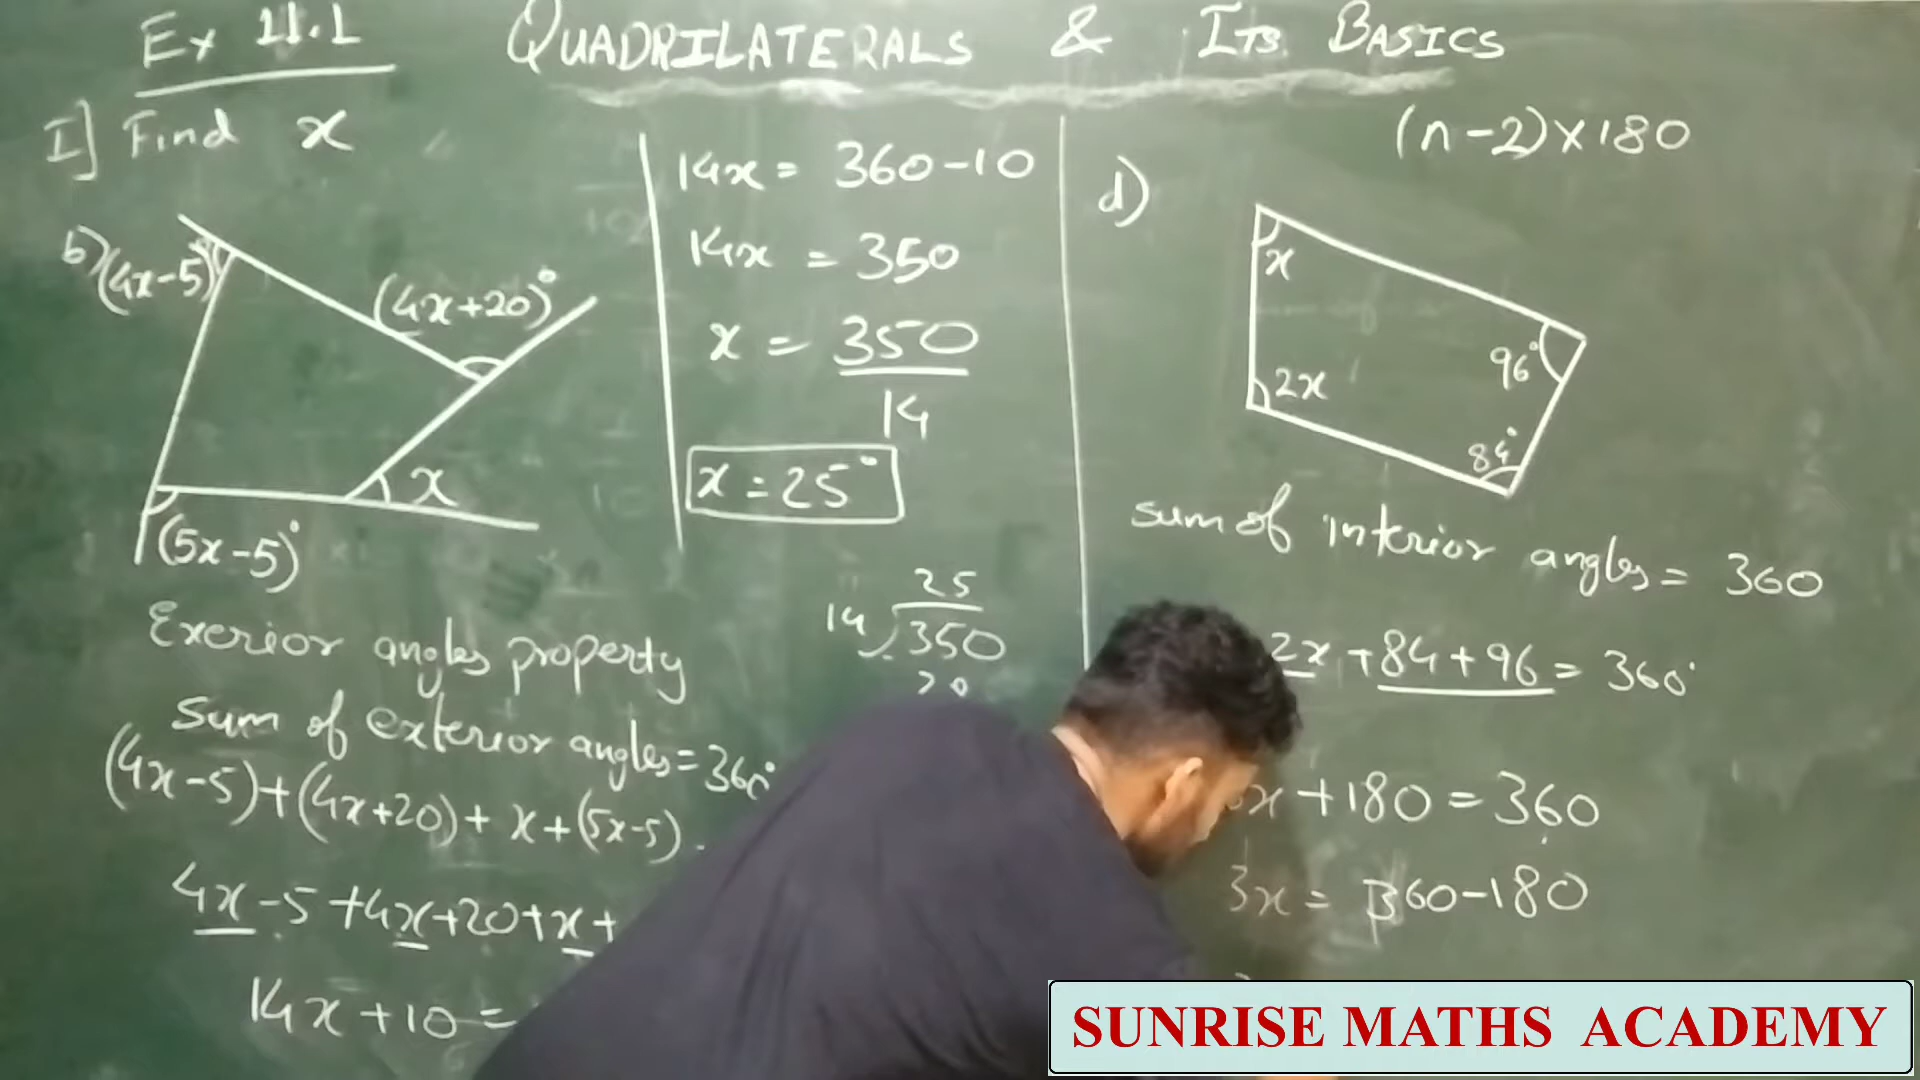 Ex 11.1
QUADRILATERALS & ITS BASICS
I] Find x
b)
(4x-5)
(4x+20)°
x
(5x-5)°
Exerior angles property
sum of exterior angles = 360°
(4x-5)+(4x+20)+ x+(5x-5)
4x-5+4x+20+x+
14x+10=
14x = 360-10
14x = 350
x = 350
14
x = 25°
25
14 350
(n-2)×180
d)
x
96°
2x
84°
sum of interior angles = 360
2x +84+96= 360°
x +180 = 360
3x = 360-180
SUNRISE MATHS ACADEMY